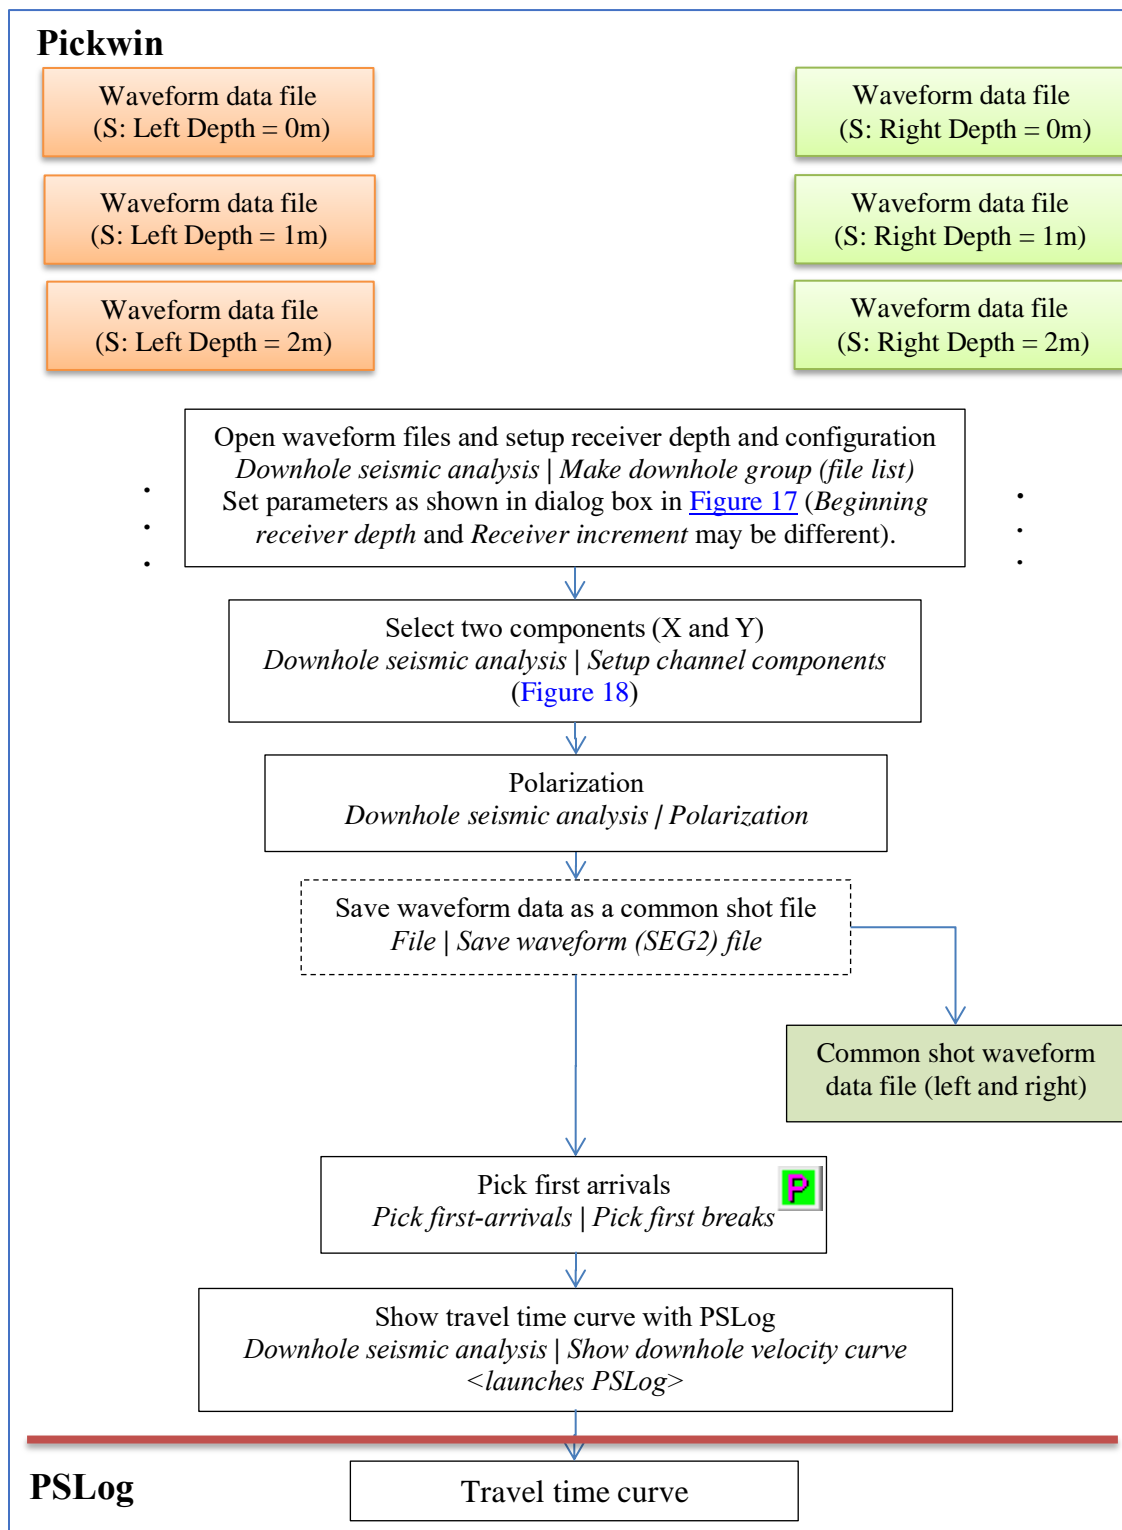 Pickwin
Waveform data file
(S: Left Depth = 0m)
Waveform data file
(S: Right Depth = 0m)
Waveform data file
(S: Left Depth = 1m)
Waveform data file
(S: Right Depth = 1m)
Waveform data file
(S: Left Depth = 2m)
Waveform data file
(S: Right Depth = 2m)
Open waveform files and setup receiver depth and configuration
Downhole seismic analysis | Make downhole group (file list)
Set parameters as shown in dialog box in Figure 17 (Beginning
receiver depth and Receiver increment may be different).
Select two components (X and Y)
Downhole seismic analysis | Setup channel components
(Figure 18)
Polarization
Downhole seismic analysis | Polarization
Save waveform data as a common shot file
File | Save waveform (SEG2) file
Common shot waveform
data file (left and right)
Pick first arrivals
Pick first-arrivals | Pick first breaks
P
Show travel time curve with PSLog
Downhole seismic analysis | Show downhole velocity curve
<launches PSLog>
PSLog
Travel time curve